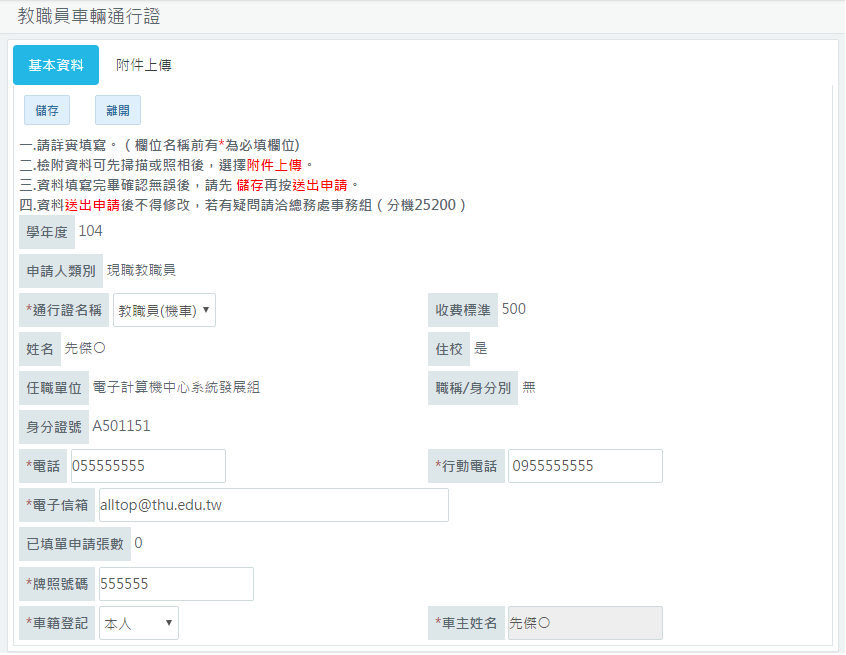 教職員車輛通行證
基本資料 附件上傳
儲存 離開
一.請詳實填寫。(欄位名稱前有*為必填欄位)
二.檢附資料可先掃描或照相後，選擇附件上傳。
三.資料填寫完畢確認無誤後，請先 儲存再按送出申請。
四.資料送出申請後不得修改，若有疑問請洽總務處事務組(分機25200)
學年度 104
申請人類別 現職教職員
*通行證名稱 教職員(機車) 收費標準 500
姓名 先傑〇 住校 是
任職單位 電子計算機中心系統發展組 職稱/身分別 無
身分證號 A501151
*電話 055555555 *行動電話 0955555555
*電子信箱 alltop@thu.edu.tw
已填單申請張數 0
*牌照號碼 555555
*車籍登記 本人 *車主姓名 先傑〇